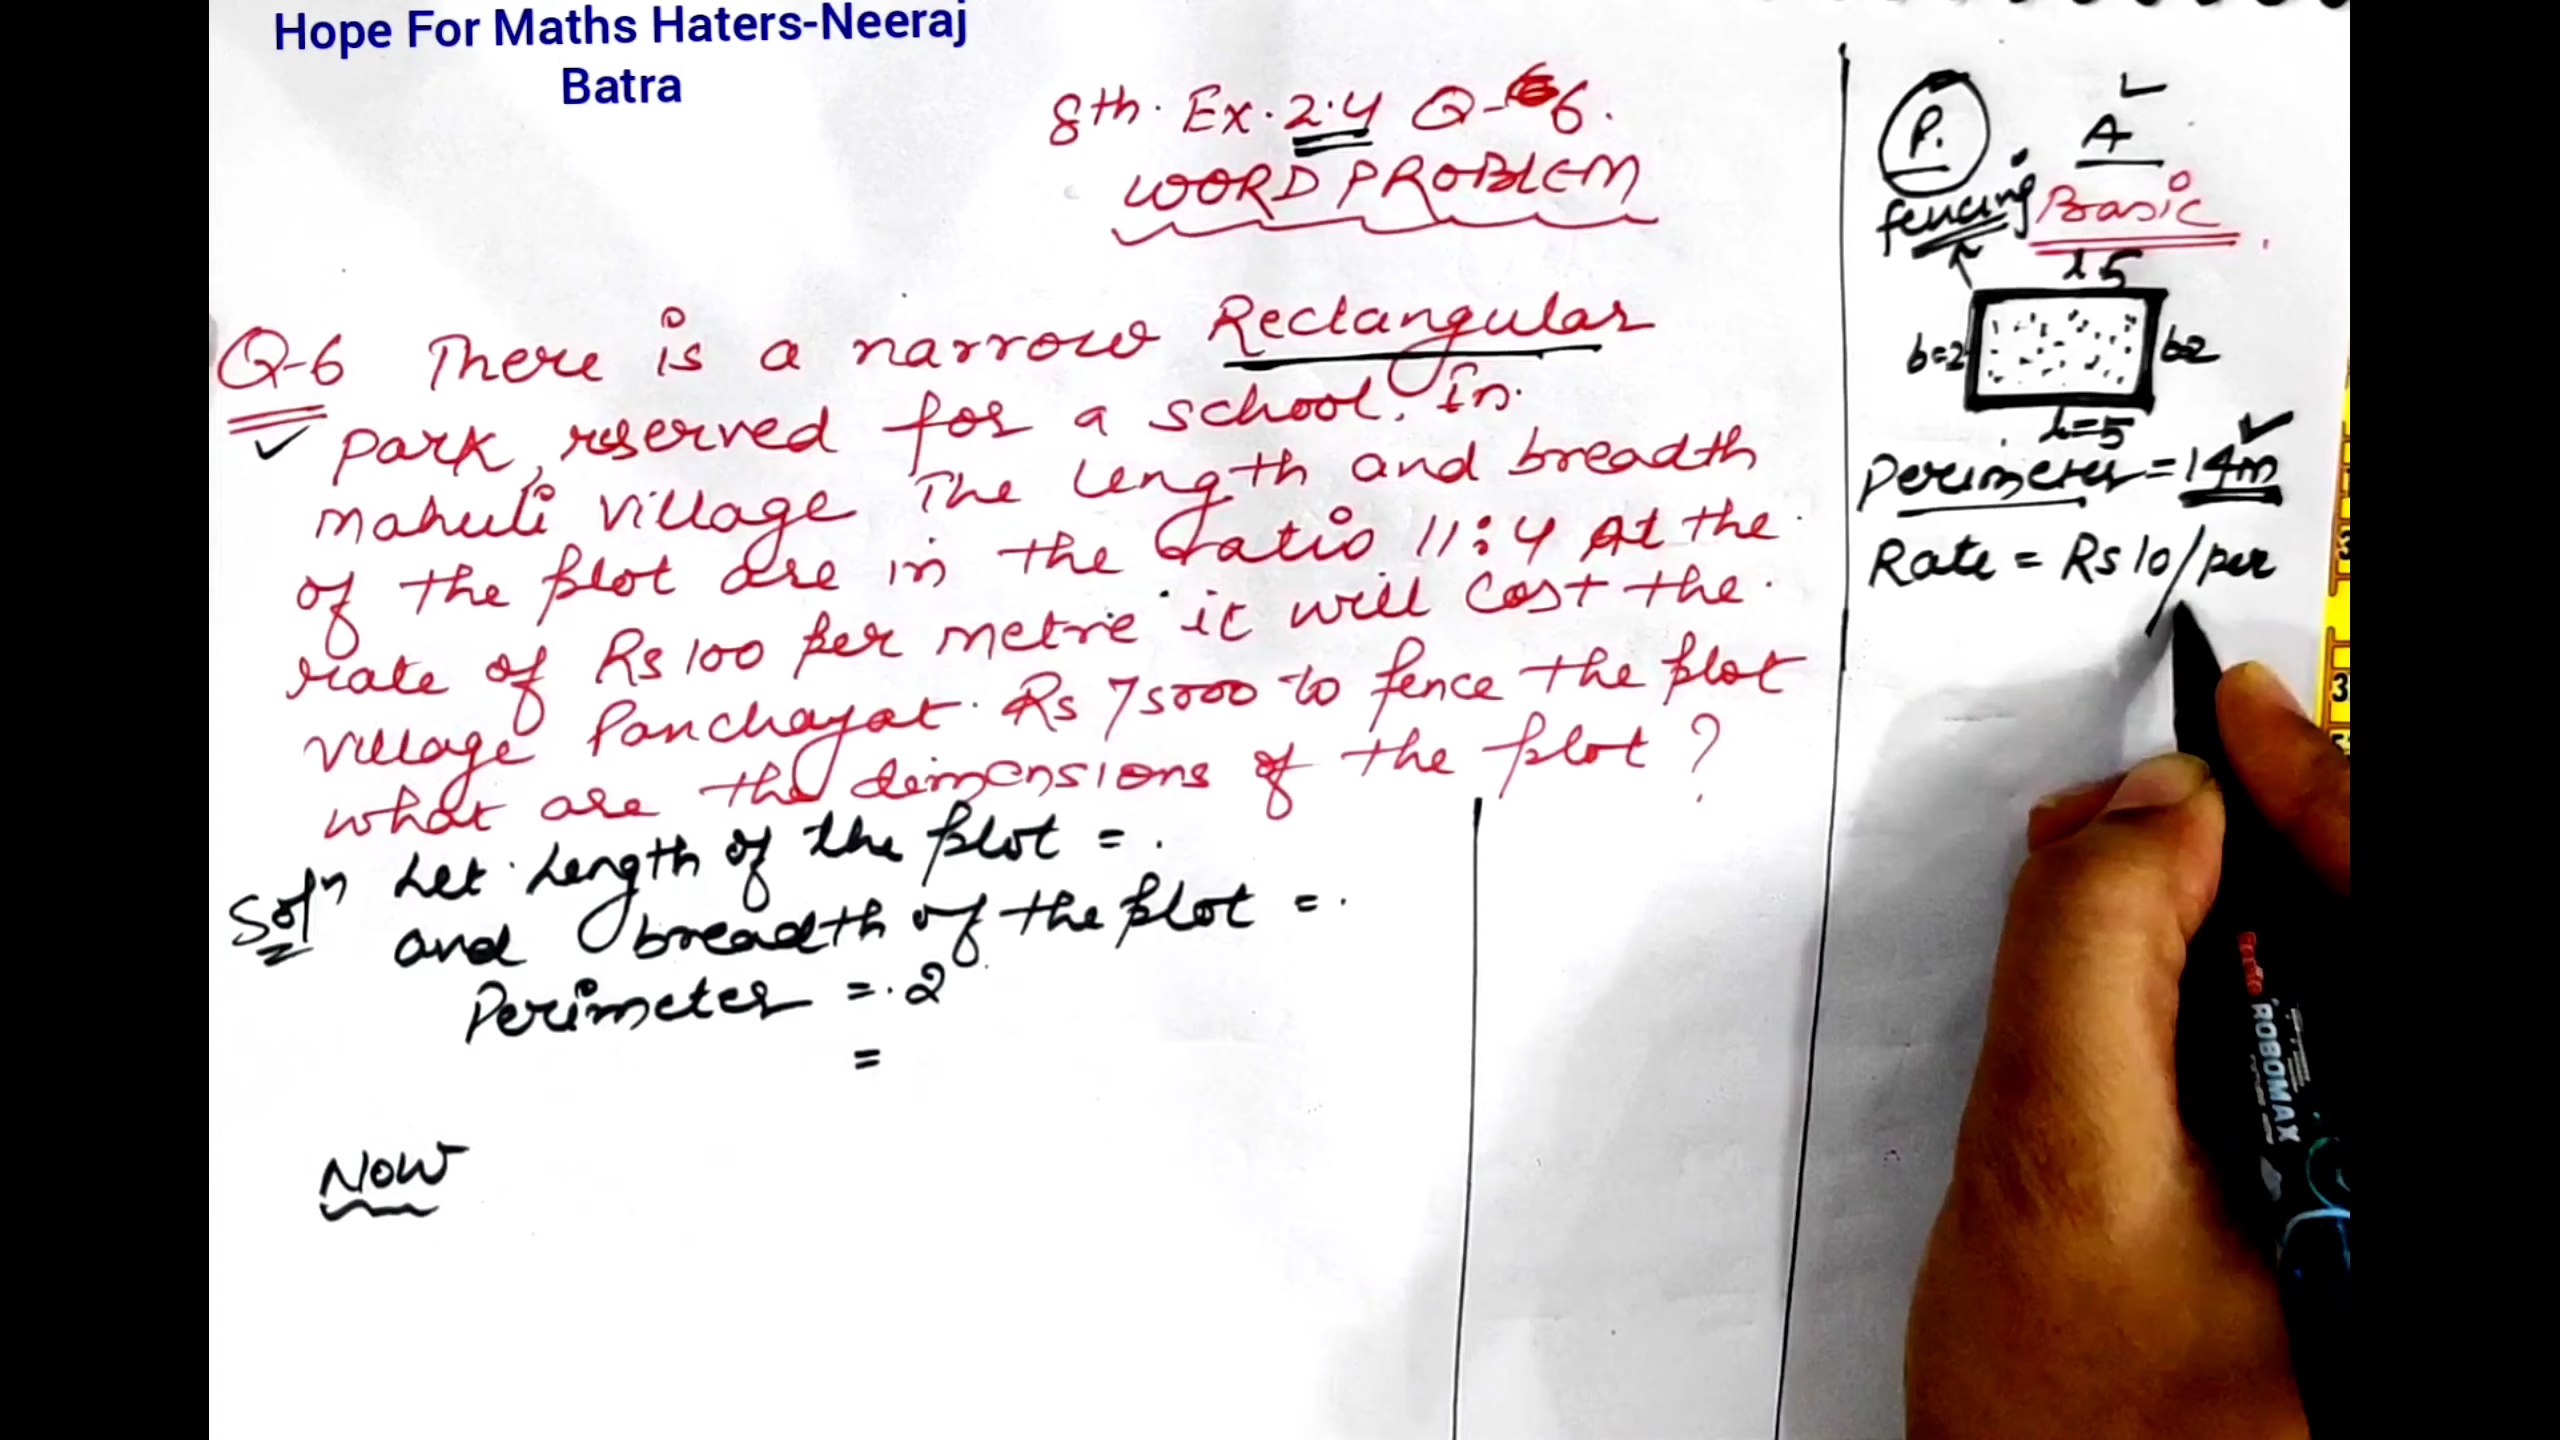 Hope For Maths Haters-Neeraj
Batra
8th. Ex. 2.4 Q-6.
WORD PROBLEM
Q-6 There is a narrow Rectangular
park, reserved for a school. In
mahuli village The length and breadth
of the plot are in the ratio 11:4 At the
rate of Rs 100 per metre it will cost the
village Panchayat. Rs 75000 to fence the plot
what are the dimensions of the plot?
Soln Let Length of the plot =.
and breadth of the plot =.
Perimeter =. 2
=
Now
P. A
fencing Basic
l 5
b=2 b=2
l=5
Perimeter = 14m
Rate = Rs 10/per
ROBOMAX